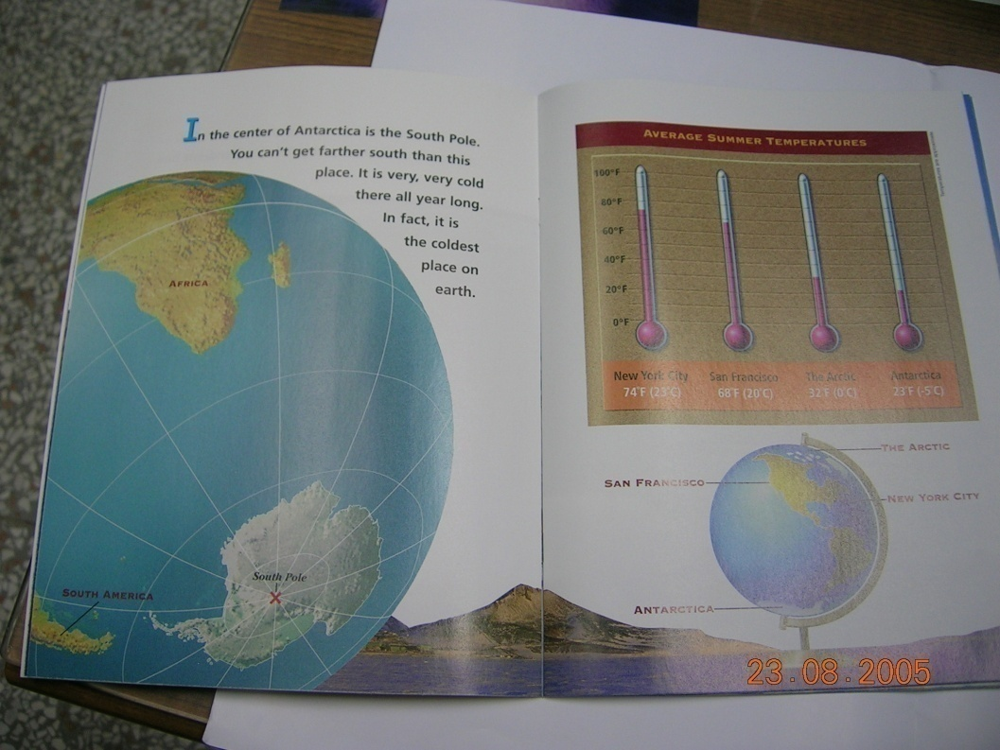 In the center of Antarctica is the South Pole.
You can't get farther south than this
place. It is very, very cold
there all year long.
In fact, it is
the coldest
place on
earth.
AFRICA
South Pole
SOUTH AMERICA
AVERAGE SUMMER TEMPERATURES
100°F
80°F
60°F
40°F
20°F
0°F
New York City San Francisco The Arctic Antarctica
74°F (23°C) 68°F (20°C) 32°F (0°C) 23°F (-5°C)
THE ARCTIC
SAN FRANCISCO
NEW YORK CITY
ANTARCTICA
23.08.2005